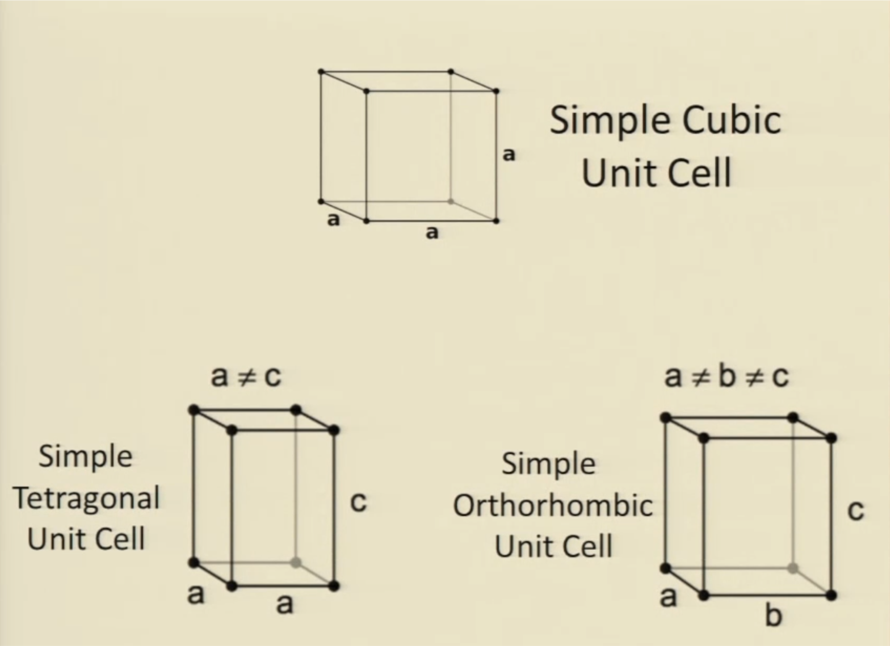 Simple Cubic
Unit Cell
a
a
a
a ≠ c
Simple
Tetragonal
Unit Cell
c
a
a
a ≠ b ≠ c
Simple
Orthorhombic
Unit Cell
c
a
b